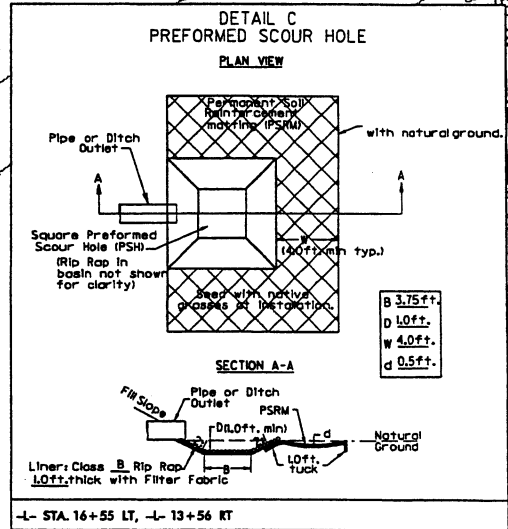 DETAIL C
PREFORMED SCOUR HOLE
PLAN VIEW
Permanent Soil
Reinforcement
matting (PSRM)
with natural ground.
Pipe or Ditch
Outlet
A
A
Square Preformed
Scour Hole (PSH)
(Rip Rap in
basin not shown
for clarity)
W
(4.0ft. min typ.)
Seed with native
grasses at installation.
B 3.75ft.
D 1.0ft.
W 4.0ft.
d 0.5ft.
SECTION A-A
Fill Slope
Pipe or Ditch
Outlet
D(1.0ft. min)
PSRM
d
Natural
Ground
Liner: Class B Rip Rap
1.0ft. thick with Filter Fabric
B
1.0ft.
tuck
-L- STA. 16+55 LT, -L- 13+56 RT